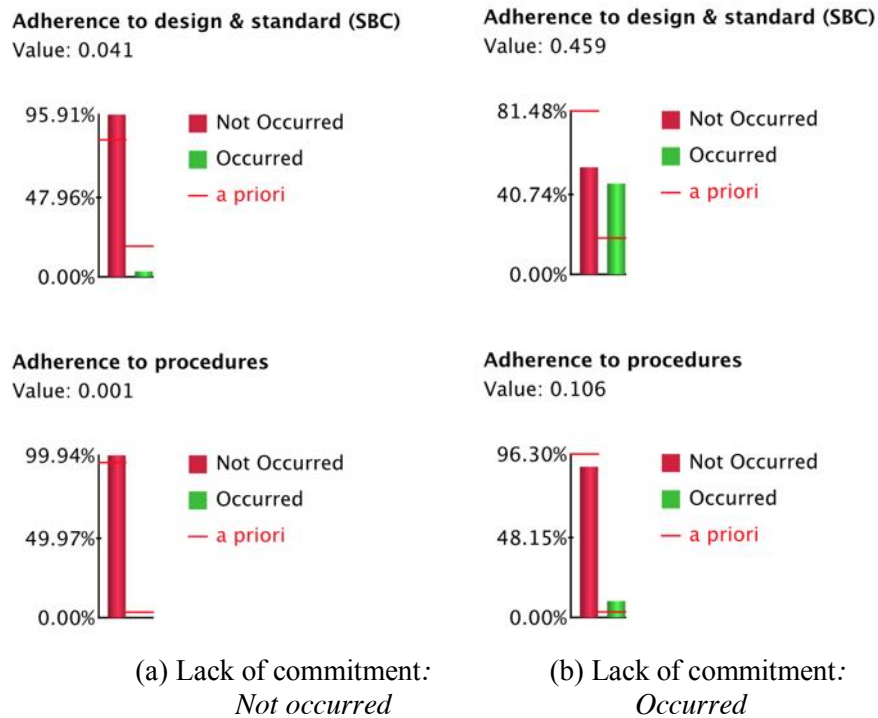 Adherence to design & standard (SBC)
Value: 0.041
95.91%
47.96%
0.00%
Not Occurred
Occurred
a priori
Adherence to design & standard (SBC)
Value: 0.459
81.48%
40.74%
0.00%
Not Occurred
Occurred
a priori
Adherence to procedures
Value: 0.001
99.94%
49.97%
0.00%
Not Occurred
Occurred
a priori
Adherence to procedures
Value: 0.106
96.30%
48.15%
0.00%
Not Occurred
Occurred
a priori
(a) Lack of commitment:
Not occurred
(b) Lack of commitment:
Occurred